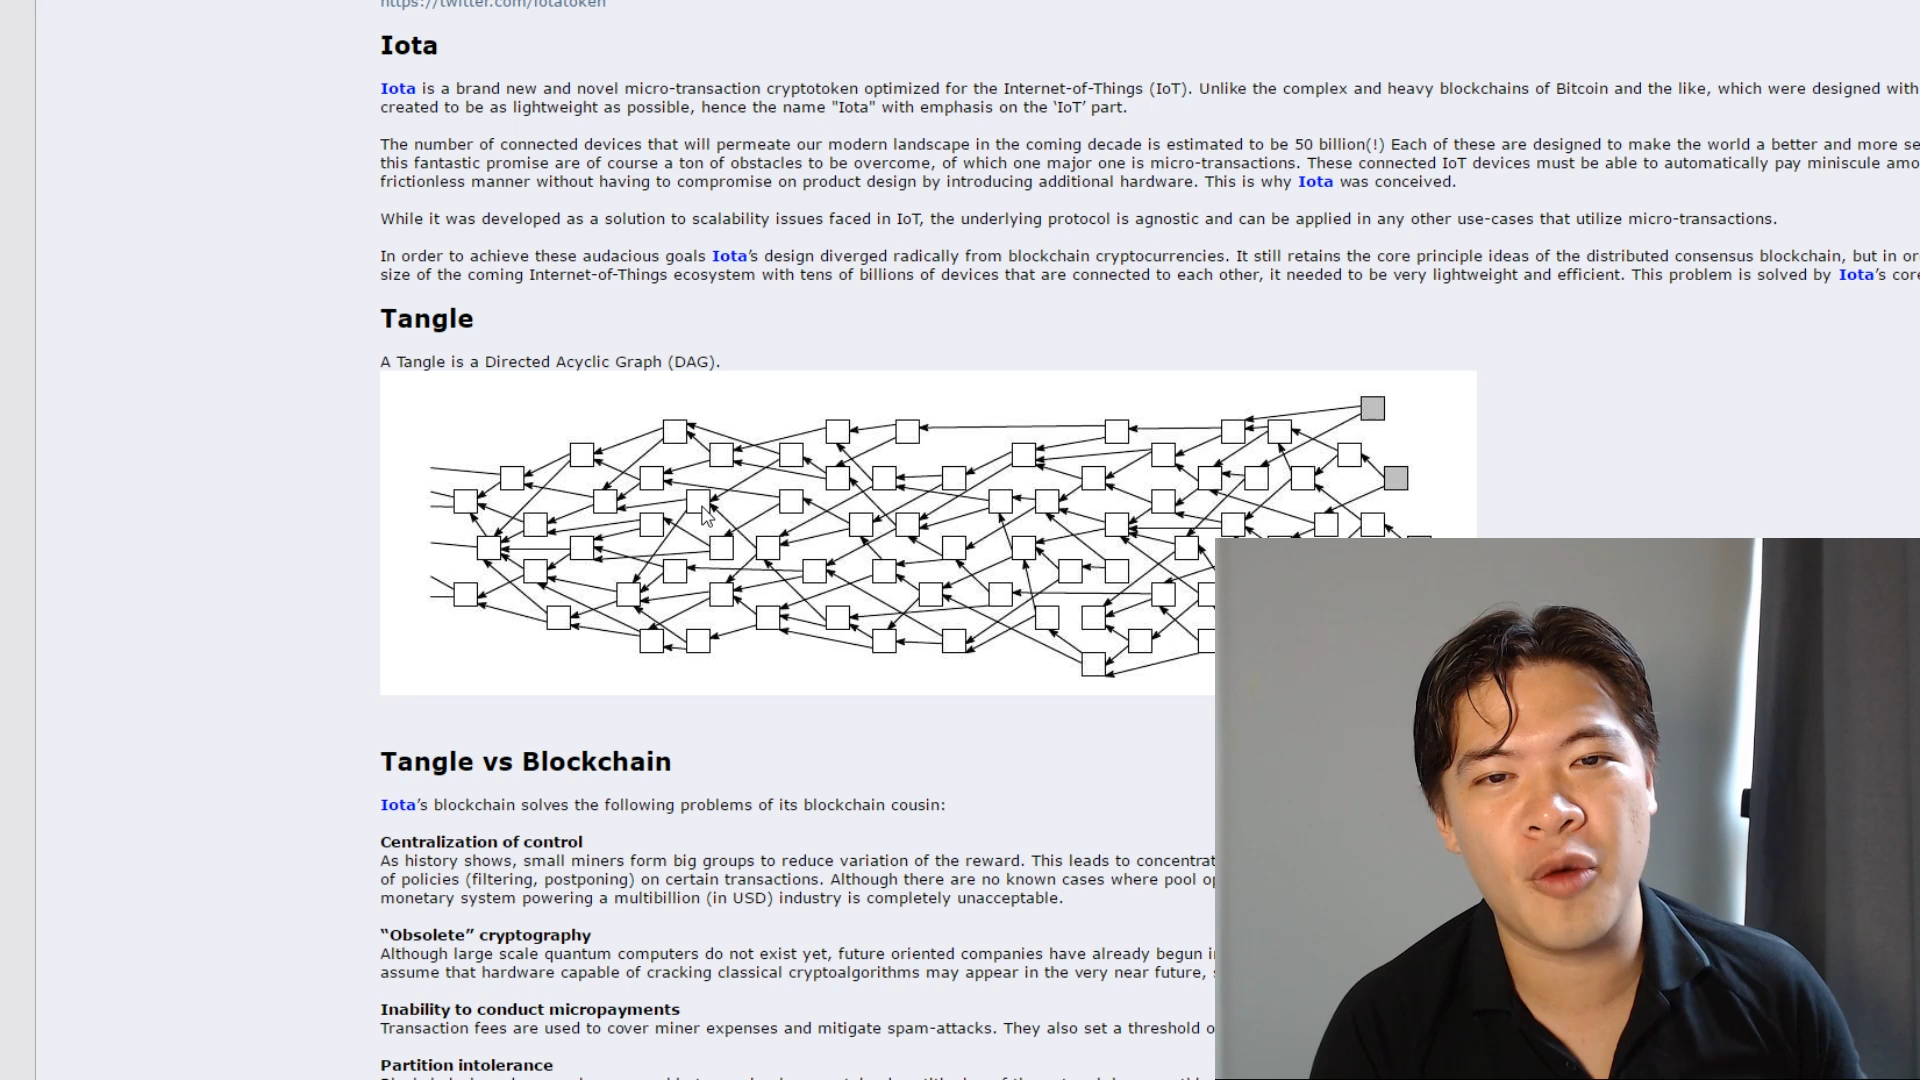 https://twitter.com/iotatoken
Iota
Iota is a brand new and novel micro-transaction cryptotoken optimized for the Internet-of-Things (IoT). Unlike the complex and heavy blockchains of Bitcoin and the like, which were designed with
created to be as lightweight as possible, hence the name "Iota" with emphasis on the ‘IoT’ part.
The number of connected devices that will permeate our modern landscape in the coming decade is estimated to be 50 billion(!) Each of these are designed to make the world a better and more se
this fantastic promise are of course a ton of obstacles to be overcome, of which one major one is micro-transactions. These connected IoT devices must be able to automatically pay miniscule amo
frictionless manner without having to compromise on product design by introducing additional hardware. This is why Iota was conceived.
While it was developed as a solution to scalability issues faced in IoT, the underlying protocol is agnostic and can be applied in any other use-cases that utilize micro-transactions.
In order to achieve these audacious goals Iota’s design diverged radically from blockchain cryptocurrencies. It still retains the core principle ideas of the distributed consensus blockchain, but in or
size of the coming Internet-of-Things ecosystem with tens of billions of devices that are connected to each other, it needed to be very lightweight and efficient. This problem is solved by Iota’s core
Tangle
A Tangle is a Directed Acyclic Graph (DAG).
Tangle vs Blockchain
Iota’s blockchain solves the following problems of its blockchain cousin:
Centralization of control
As history shows, small miners form big groups to reduce variation of the reward. This leads to concentrat
of policies (filtering, postponing) on certain transactions. Although there are no known cases where pool op
monetary system powering a multibillion (in USD) industry is completely unacceptable.
“Obsolete” cryptography
Although large scale quantum computers do not exist yet, future oriented companies have already begun i
assume that hardware capable of cracking classical cryptoalgorithms may appear in the very near future,
Inability to conduct micropayments
Transaction fees are used to cover miner expenses and mitigate spam-attacks. They also set a threshold o
Partition intolerance